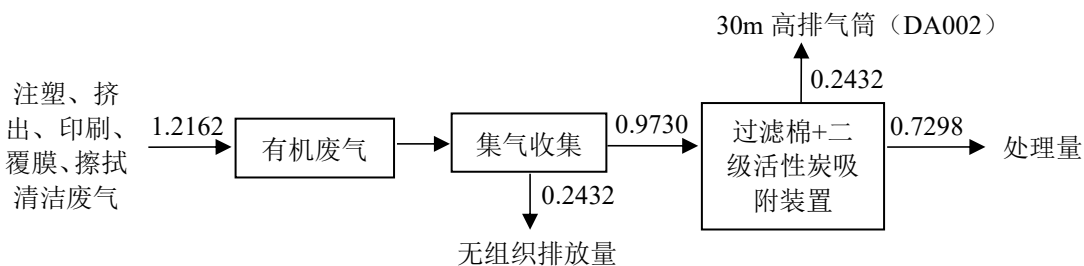 30m 高排气筒（DA002）
0.2432
注塑、挤
出、印刷、
覆膜、擦拭
清洁废气
1.2162
有机废气
集气收集
0.9730
过滤棉+二
级活性炭吸
附装置
0.7298
处理量
0.2432
无组织排放量